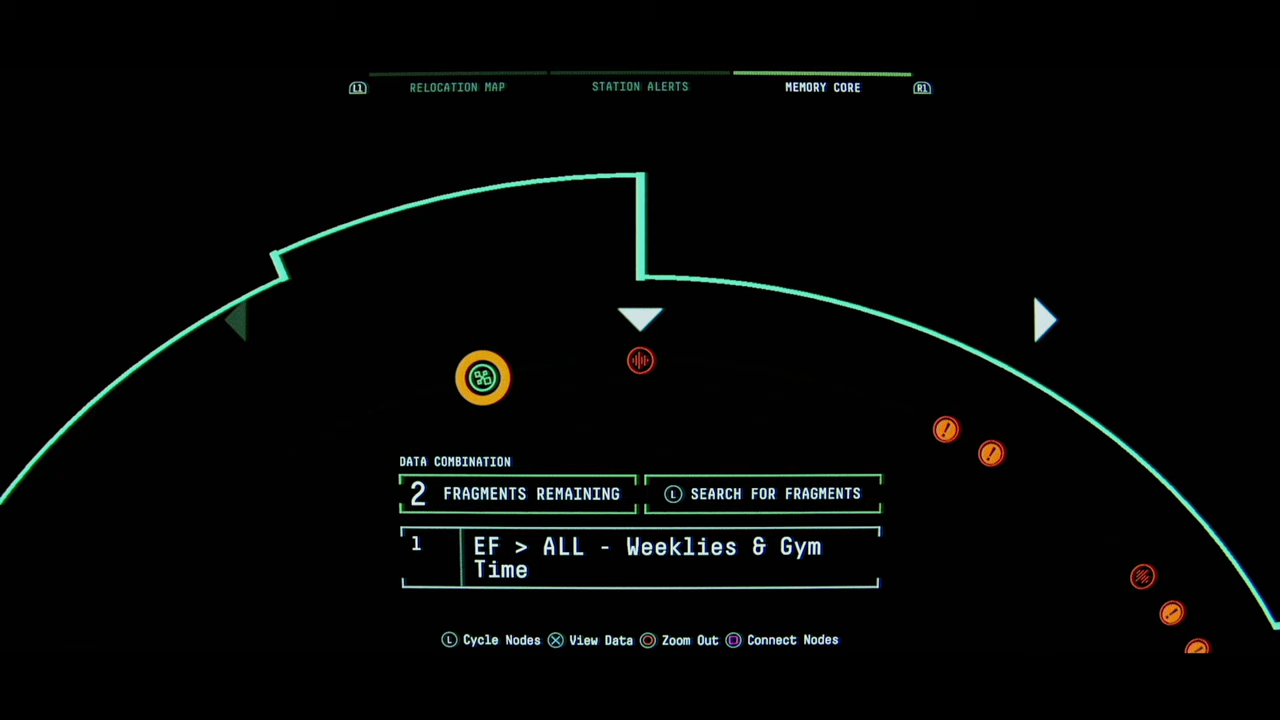 L1 RELOCATION MAP STATION ALERTS MEMORY CORE R1
DATA COMBINATION
2 FRAGMENTS REMAINING L SEARCH FOR FRAGMENTS
1 EF > ALL - Weeklies & Gym
Time
L Cycle Nodes View Data Zoom Out Connect Nodes